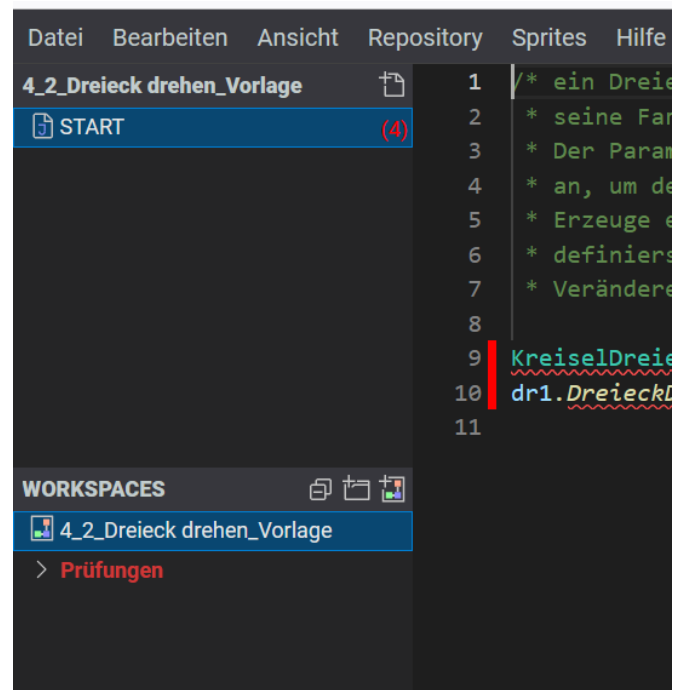 Datei Bearbeiten Ansicht Repository Sprites Hilfe
4_2_Dreieck drehen_Vorlage
START (4)
WORKSPACES
4_2_Dreieck drehen_Vorlage
> Prüfungen
1 /* ein Dreie
2 * seine Far
3 * Der Param
4 * an, um de
5 * Erzeuge e
6 * definiers
7 * Verändere
8
9 KreiselDreie
10 dr1.DreieckD
11